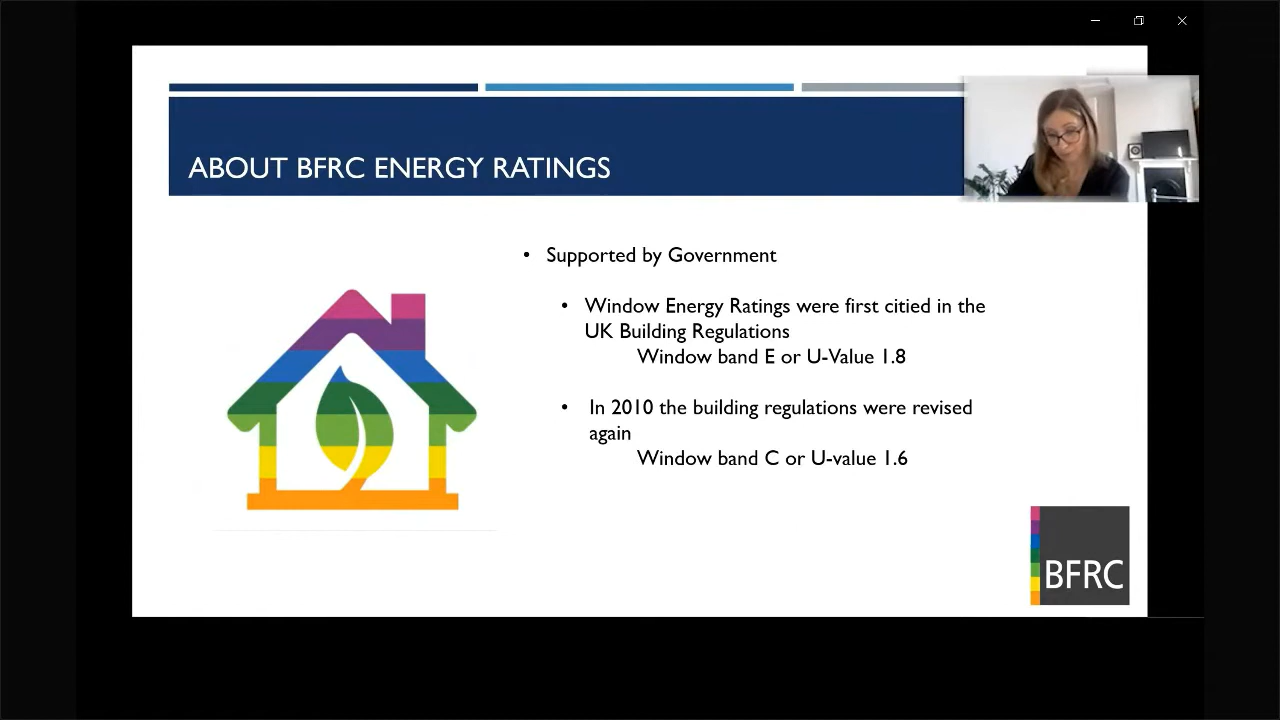 ABOUT BFRC ENERGY RATINGS
• Supported by Government
• Window Energy Ratings were first citied in the
UK Building Regulations
Window band E or U-Value 1.8
• In 2010 the building regulations were revised
again
Window band C or U-value 1.6
BFRC